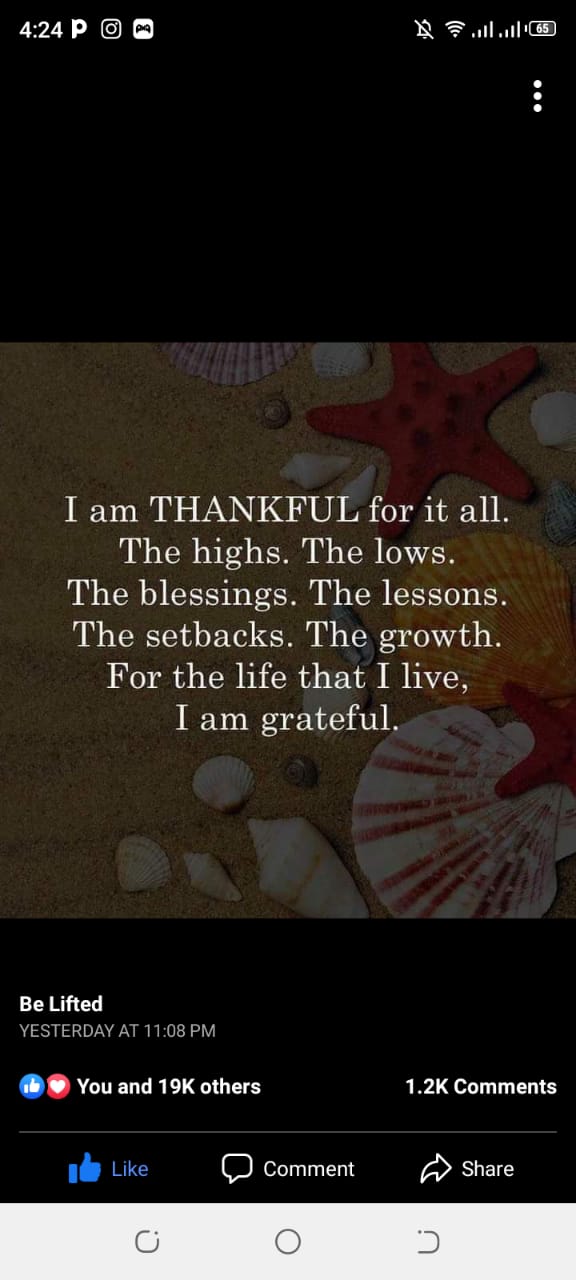 4:24
65
I am THANKFUL for it all.
The highs. The lows.
The blessings. The lessons.
The setbacks. The growth.
For the life that I live,
I am grateful.
Be Lifted
YESTERDAY AT 11:08 PM
You and 19K others
1.2K Comments
Like
Comment
Share